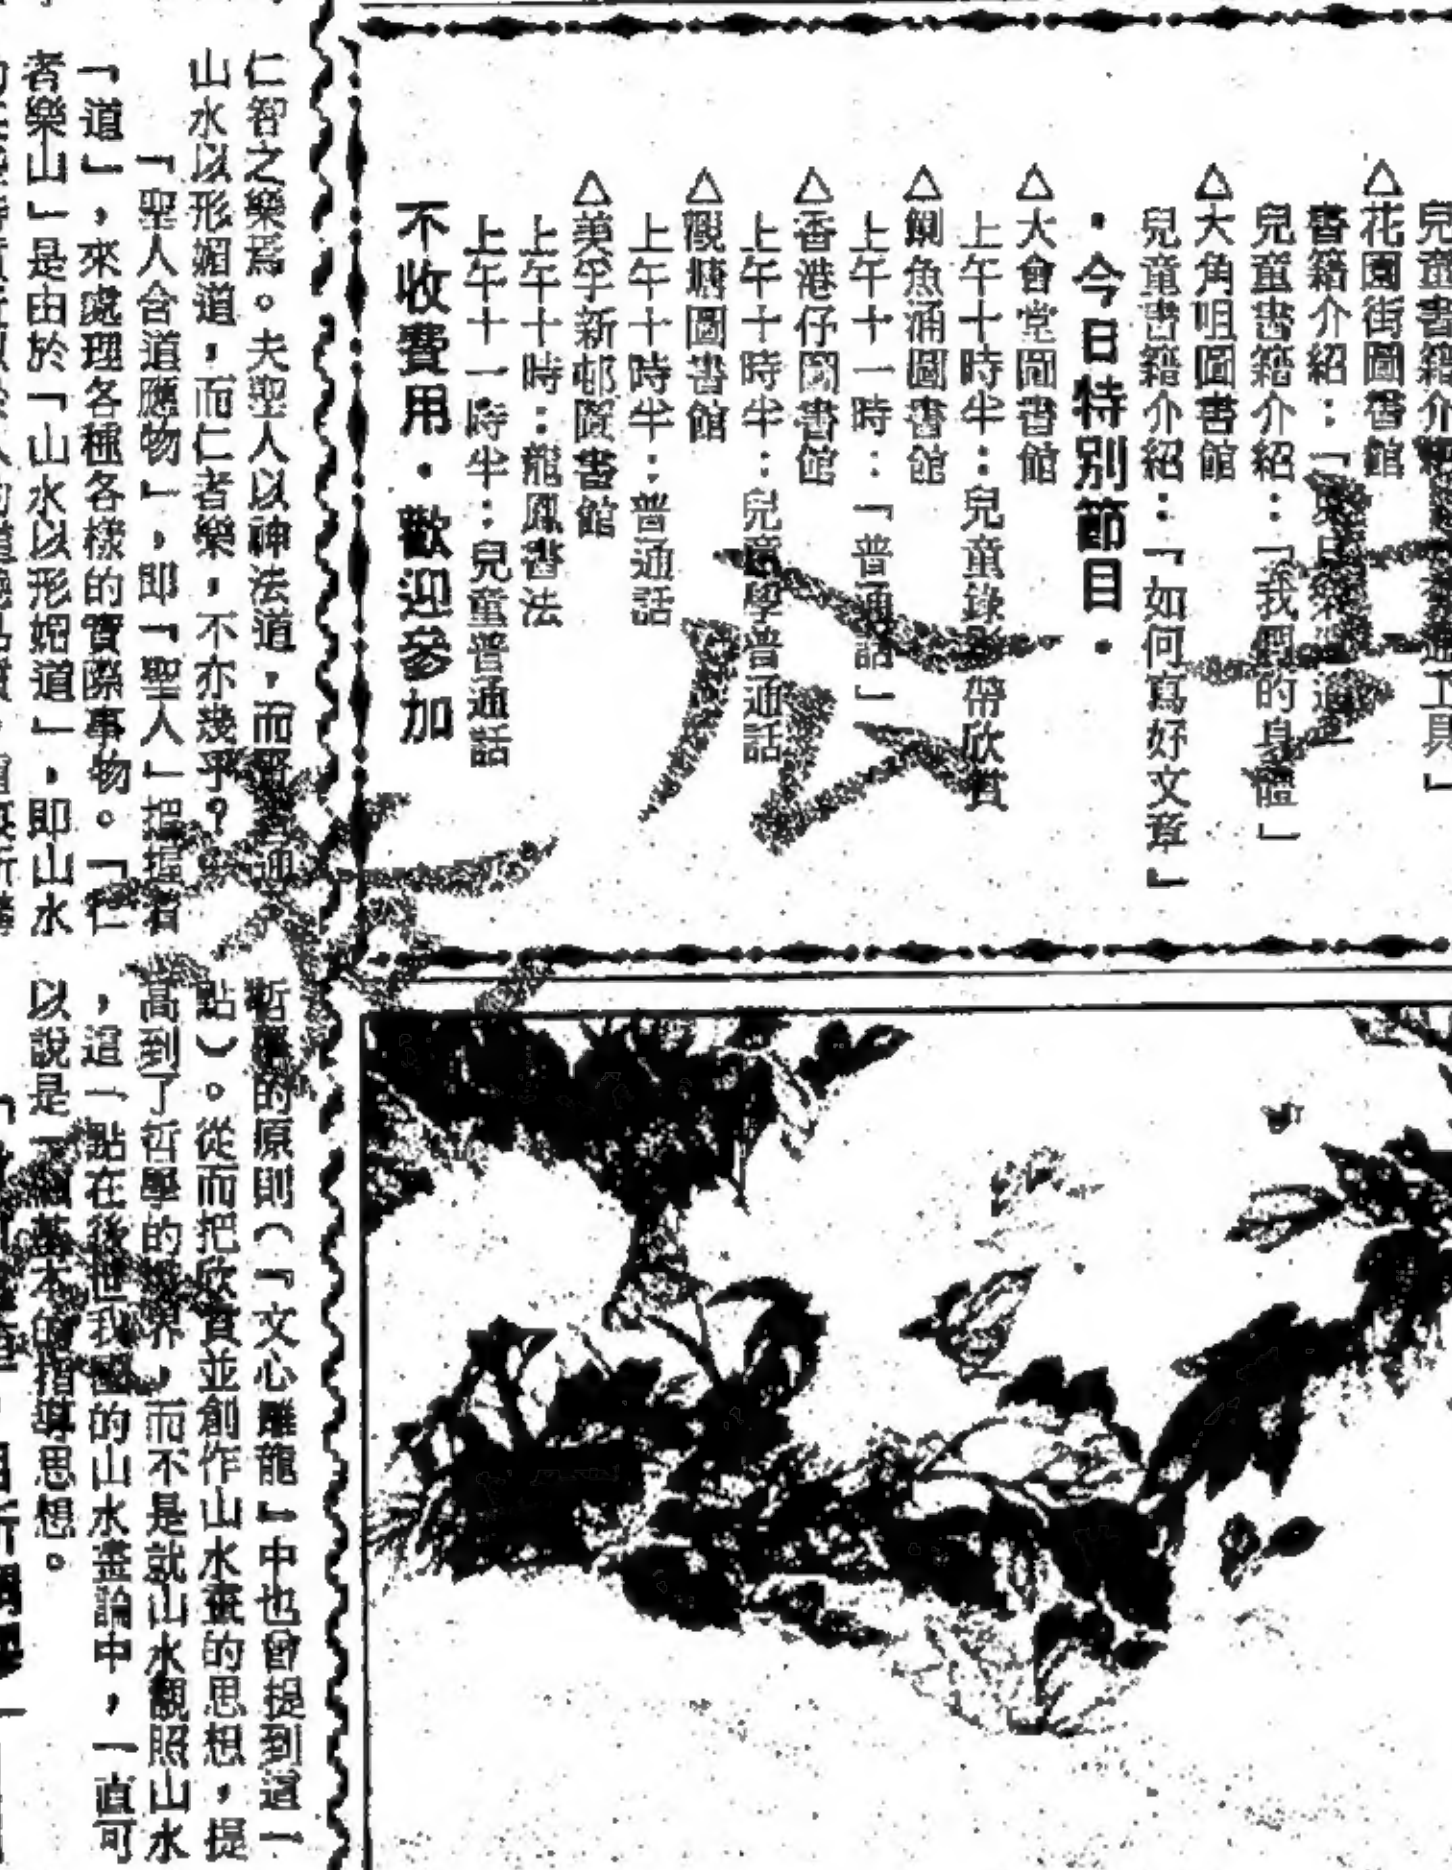 兒童書籍介
△花園街圖書館
書籍介紹：「
兒童書籍介紹：「我們的身體」
△大角咀圖書館
兒童書籍介紹：「如何寫好文章」
・今日特別節目・
△大會堂圖書館
上午十時半：兒童錄影帶欣賞
△鰂魚涌圖書館
上午十一時：「普通話」
△香港仔圖書館
上午十時半：兒童學普通話
△觀塘圖書館
上午十時半：普通話
△美孚新邨圖書館
上午十時：龍鳳書法
上午十一時半：兒童普通話
不收費用・歡迎參加
仁智之樂焉。夫聖人以神法道，而賢者通，
山水以形媚道，而仁者樂，不亦幾乎？
「聖人合道應物」，即「聖人」把握着
「道」，來處理各種各樣的實際事物。「仁
者樂山」是由於「山水以形媚道」，即山水
哲學的原則（『文心雕龍』中也曾提到這一
點）。從而把欣賞並創作山水畫的思想，提
高到了哲學的境界，而不是就山水觀照山水
，這一點在後世我國的山水畫論中，一直可
以說是一個基本的指導思想。